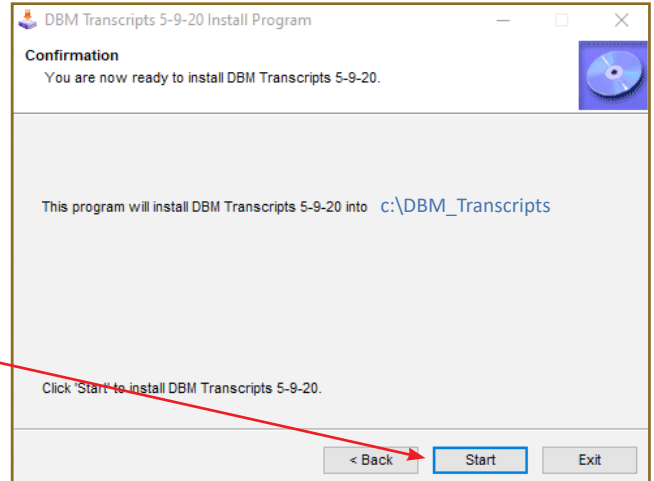 DBM Transcripts 5-9-20 Install Program
Confirmation
You are now ready to install DBM Transcripts 5-9-20.
This program will install DBM Transcripts 5-9-20 into c:\DBM_Transcripts
Click 'Start' to install DBM Transcripts 5-9-20.
< Back Start Exit